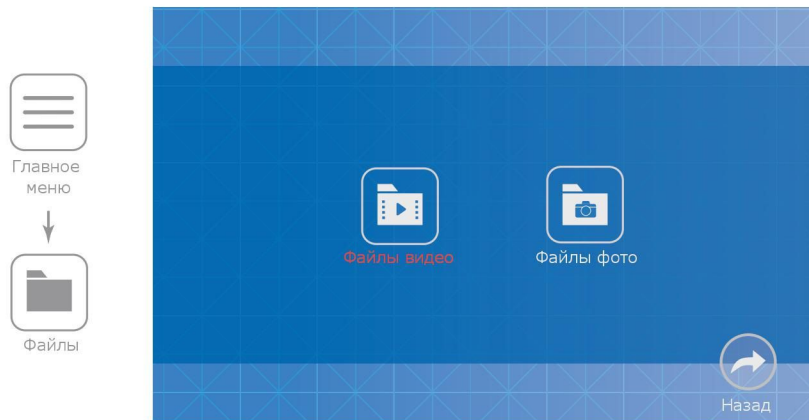 Главное
меню
Файлы
Файлы видео
Файлы фото
Назад